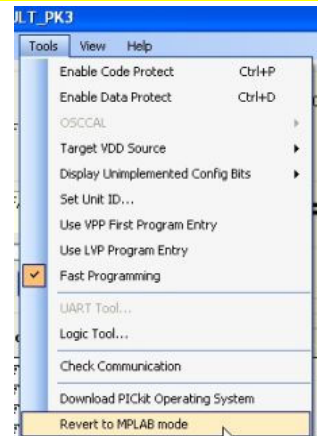 ULT_PK3
Tools View Help
Enable Code Protect Ctrl+P
Enable Data Protect Ctrl+D
OSCCAL
Target VDD Source
Display Unimplemented Config Bits
Set Unit ID...
Use VPP First Program Entry
Use LVP Program Entry
Fast Programming
UART Tool...
Logic Tool...
Check Communication
Download PICkit Operating System
Revert to MPLAB mode